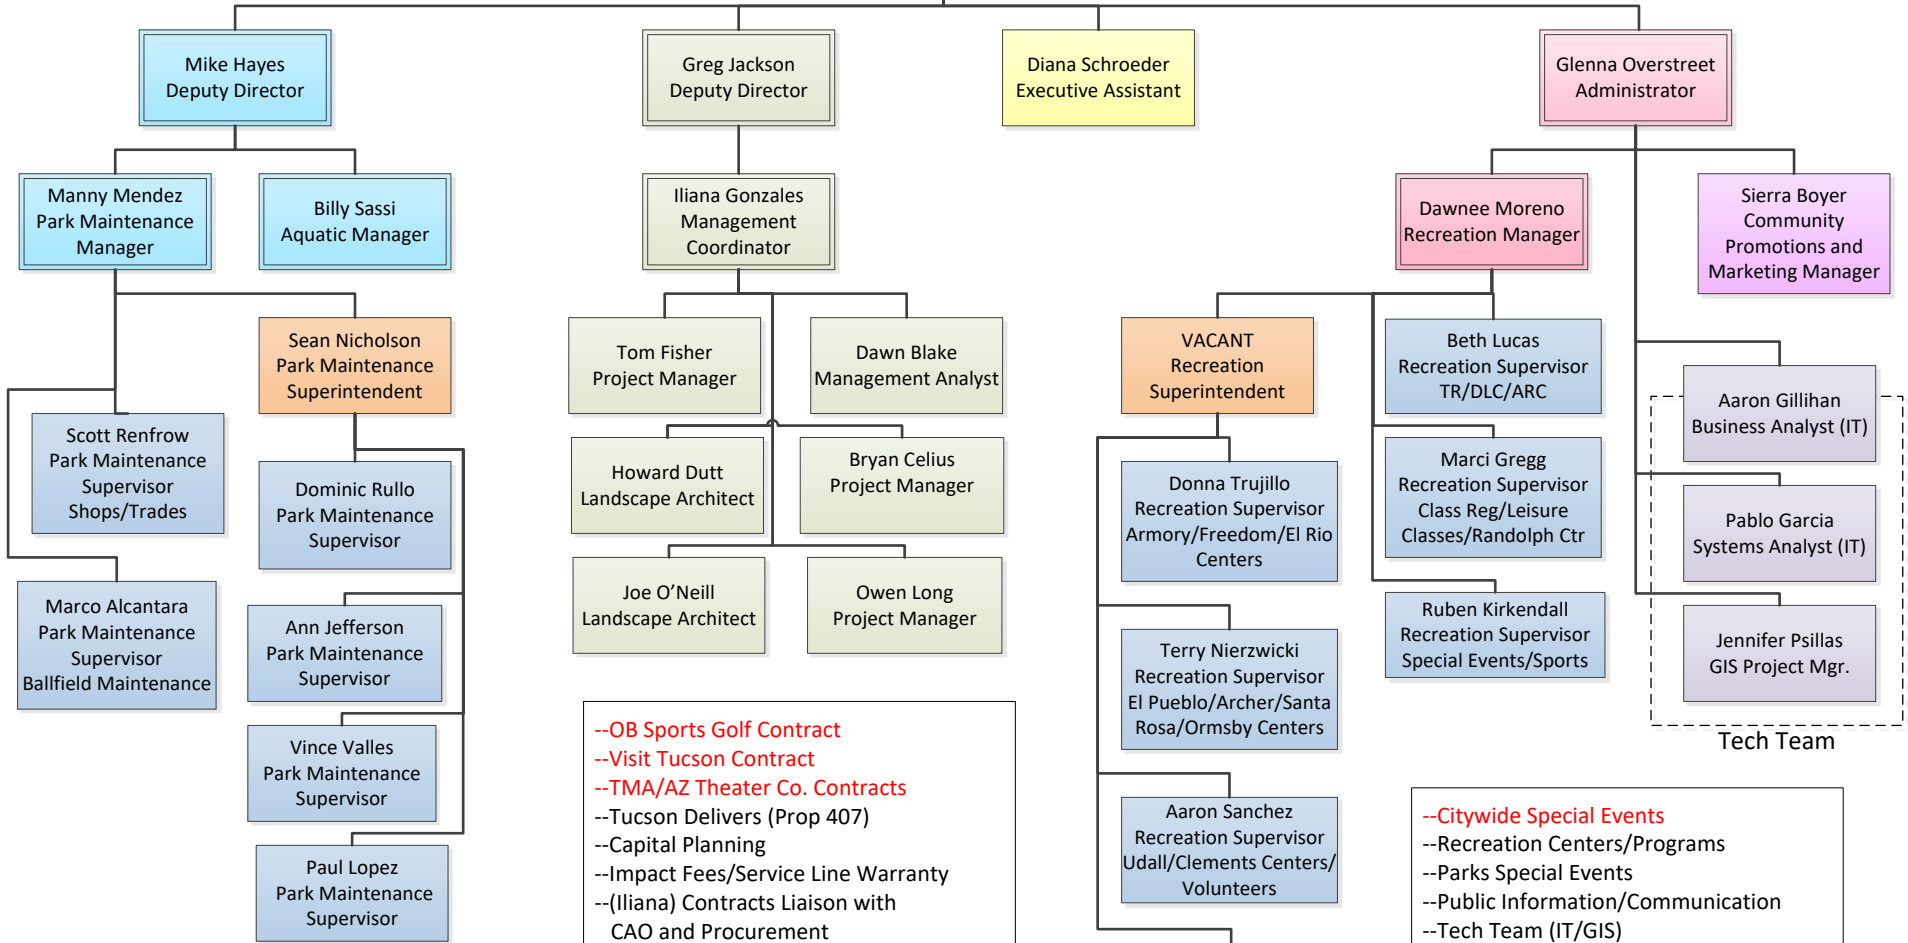 Mike Hayes
Deputy Director
Greg Jackson
Deputy Director
Diana Schroeder
Executive Assistant
Glenna Overstreet
Administrator
Manny Mendez
Park Maintenance
Manager
Billy Sassi
Aquatic Manager
Iliana Gonzales
Management
Coordinator
Dawnee Moreno
Recreation Manager
Sierra Boyer
Community
Promotions and
Marketing Manager
Sean Nicholson
Park Maintenance
Superintendent
Tom Fisher
Project Manager
Dawn Blake
Management Analyst
VACANT
Recreation
Superintendent
Beth Lucas
Recreation Supervisor
TR/DLC/ARC
Aaron Gillihan
Business Analyst (IT)
Scott Renfrow
Park Maintenance
Supervisor
Shops/Trades
Dominic Rullo
Park Maintenance
Supervisor
Howard Dutt
Landscape Architect
Bryan Celius
Project Manager
Donna Trujillo
Recreation Supervisor
Armory/Freedom/El Rio
Centers
Marci Gregg
Recreation Supervisor
Class Reg/Leisure
Classes/Randolph Ctr
Pablo Garcia
Systems Analyst (IT)
Marco Alcantara
Park Maintenance
Supervisor
Ballfield Maintenance
Ann Jefferson
Park Maintenance
Supervisor
Joe O’Neill
Landscape Architect
Owen Long
Project Manager
Terry Nierzwicki
Recreation Supervisor
El Pueblo/Archer/Santa
Rosa/Ormsby Centers
Ruben Kirkendall
Recreation Supervisor
Special Events/Sports
Jennifer Psillas
GIS Project Mgr.
Tech Team
Vince Valles
Park Maintenance
Supervisor
Paul Lopez
Park Maintenance
Supervisor
--OB Sports Golf Contract
--Visit Tucson Contract
--TMA/AZ Theater Co. Contracts
--Tucson Delivers (Prop 407)
--Capital Planning
--Impact Fees/Service Line Warranty
--(Iliana) Contracts Liaison with
CAO and Procurement
Aaron Sanchez
Recreation Supervisor
Udall/Clements Centers/
Volunteers
--Citywide Special Events
--Recreation Centers/Programs
--Parks Special Events
--Public Information/Communication
--Tech Team (IT/GIS)